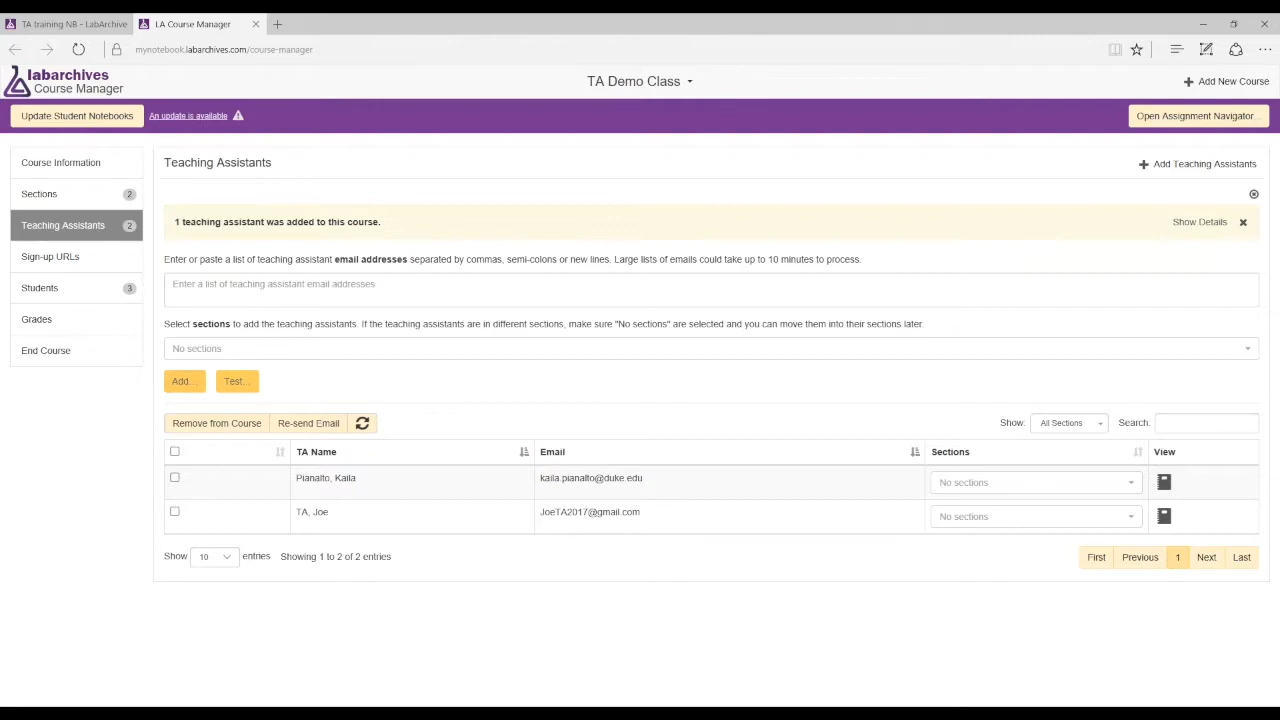 TA training NB - LabArchive
LA Course Manager
mynotebook.labarchives.com/course-manager
labarchives
Course Manager
TA Demo Class
Add New Course
Update Student Notebooks
An update is available
Open Assignment Navigator...
Course Information
Sections 2
Teaching Assistants 2
Sign-up URLs
Students 3
Grades
End Course
Teaching Assistants
Add Teaching Assistants
1 teaching assistant was added to this course.
Show Details
Enter or paste a list of teaching assistant email addresses separated by commas, semi-colons or new lines. Large lists of emails could take up to 10 minutes to process.
Enter a list of teaching assistant email addresses
Select sections to add the teaching assistants. If the teaching assistants are in different sections, make sure "No sections" are selected and you can move them into their sections later.
No sections
Add... Test...
Remove from Course Re-send Email
Show: All Sections Search:
TA Name Email Sections View
Pianalto, Kaila kaila.pianalto@duke.edu No sections
TA, Joe JoeTA2017@gmail.com No sections
Show 10 entries Showing 1 to 2 of 2 entries
First Previous 1 Next Last